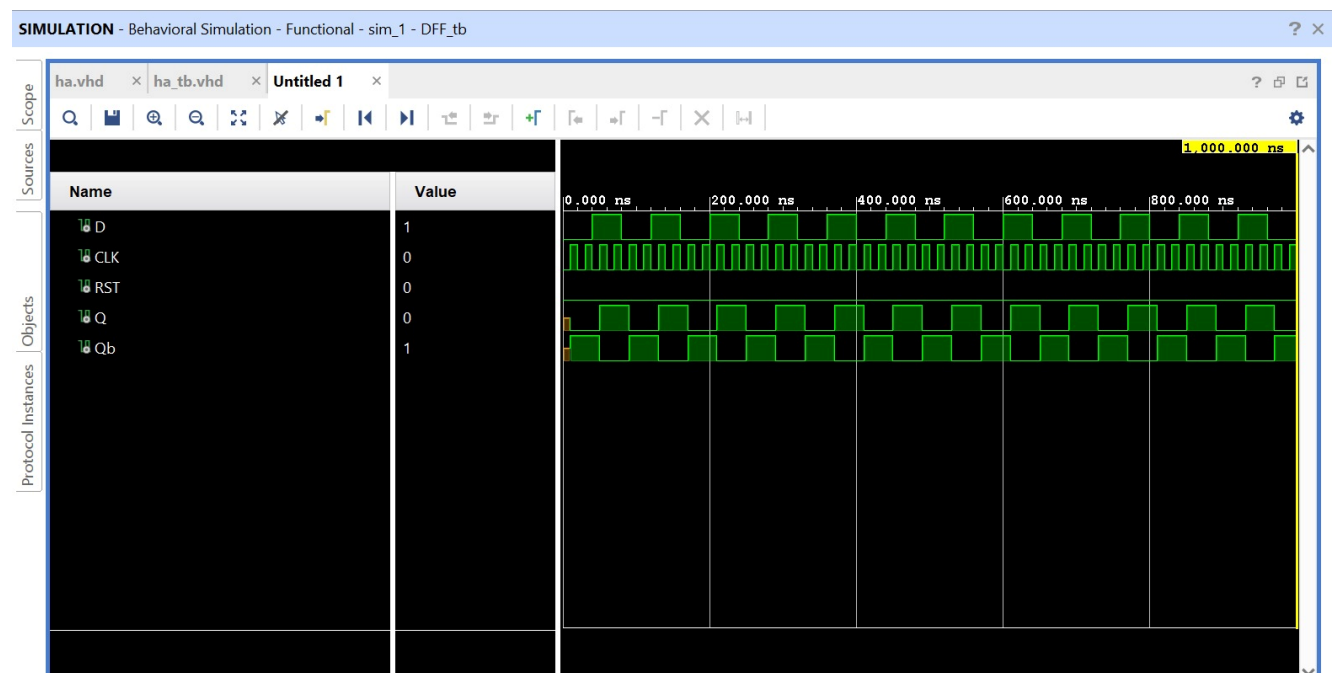 SIMULATION - Behavioral Simulation - Functional - sim_1 - DFF_tb
? ×
Scope
Sources
Objects
Protocol Instances
ha.vhd × ha_tb.vhd × Untitled 1 ×
?
1,000.000 ns
Name Value
0.000 ns 200.000 ns 400.000 ns 600.000 ns 800.000 ns
D 1
CLK 0
RST 0
Q 0
Qb 1